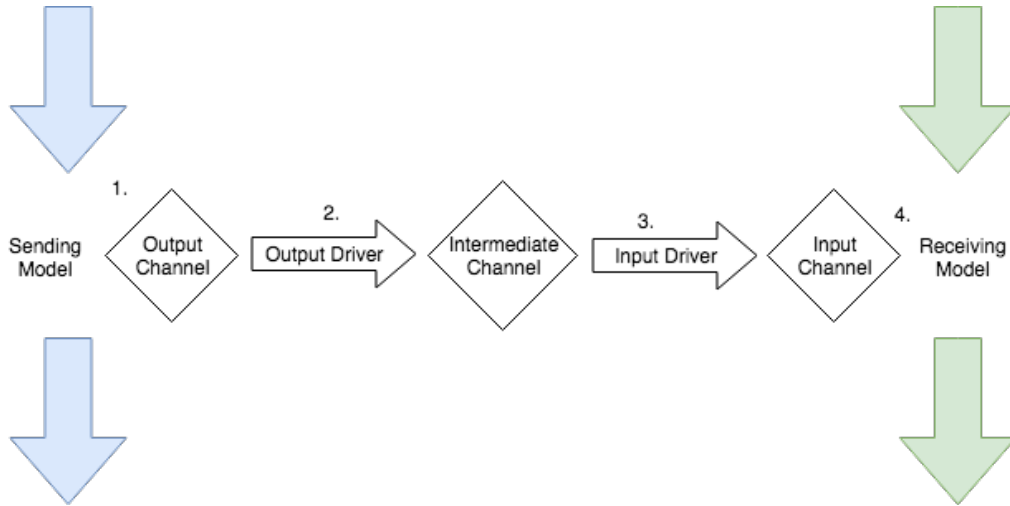 1.
2.
3.
4.
Sending
Model
Output
Channel
Output Driver
Intermediate
Channel
Input Driver
Input
Channel
Receiving
Model